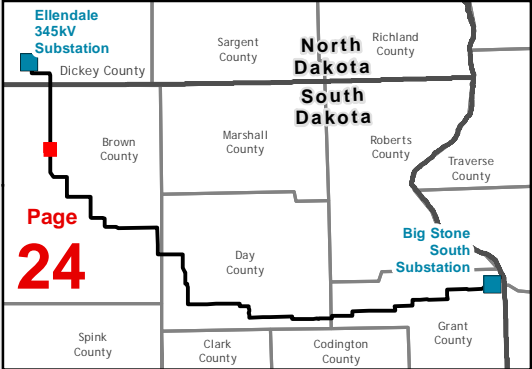 Ellendale
345kV
Substation
Dickey County
Sargent
County
North
Dakota
Richland
County
South
Dakota
Brown
County
Marshall
County
Roberts
County
Traverse
County
Page
24
Day
County
Big Stone
South
Substation
Spink
County
Clark
County
Codington
County
Grant
County